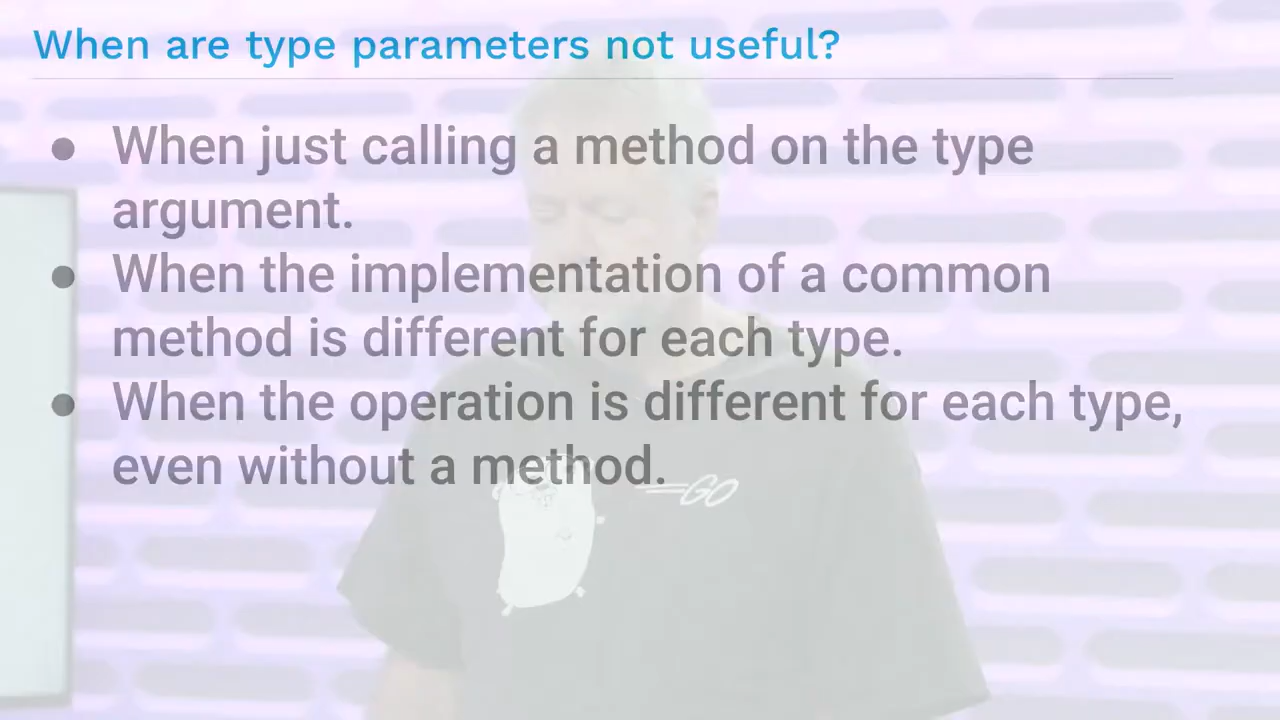 When are type parameters not useful?
● When just calling a method on the type
argument.
● When the implementation of a common
method is different for each type.
● When the operation is different for each type,
even without a method.
GO